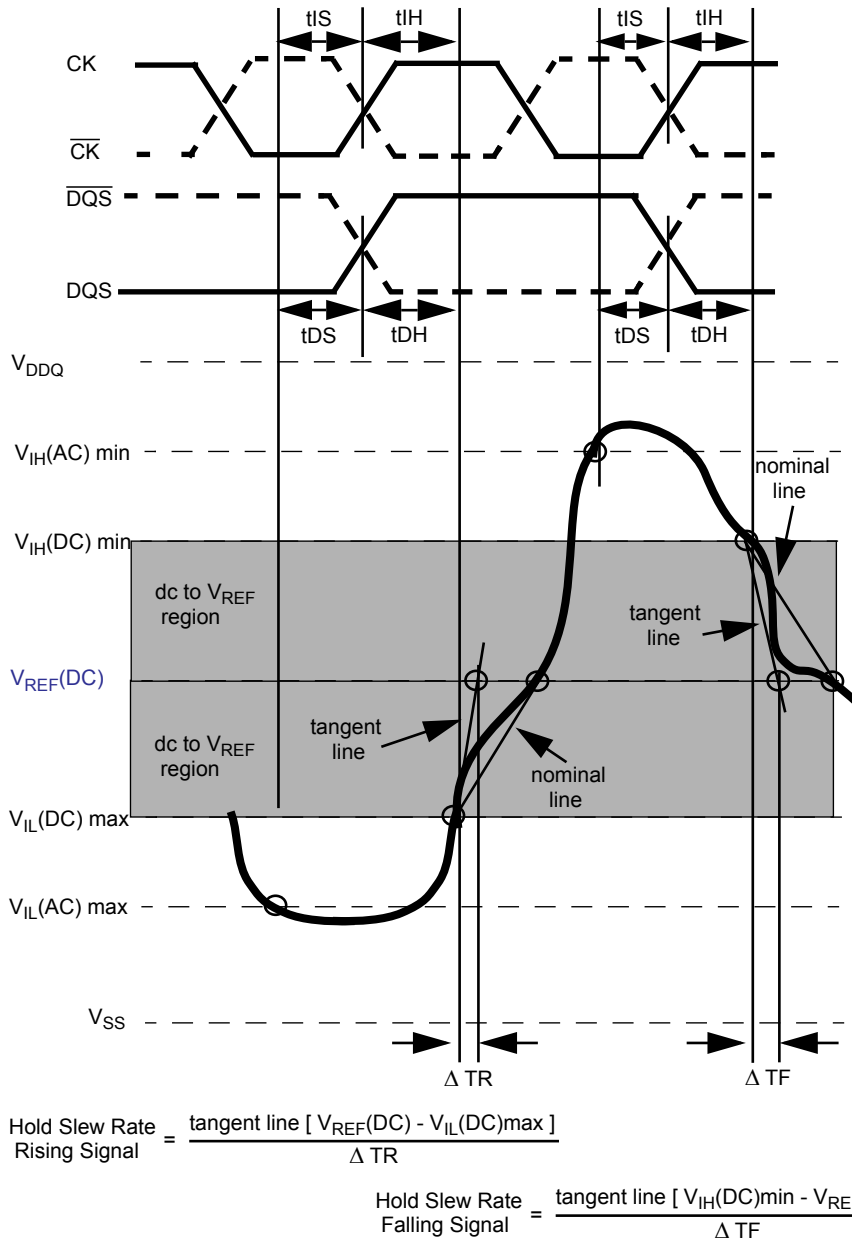 tIS tIH tIS tIH
CK
C̅K̅
D̅Q̅S̅
DQS
tDS tDH tDS tDH
VDDQ
VIH(AC) min
nominal
line
VIH(DC) min
dc to VREF
region
tangent
line
VREF(DC)
tangent
line
dc to VREF
region
nominal
line
VIL(DC) max
VIL(AC) max
VSS
Δ TR Δ TF
Hold Slew Rate
Rising Signal = tangent line [ VREF(DC) - VIL(DC)max ]
Δ TR
Hold Slew Rate
Falling Signal = tangent line [ VIH(DC)min - VRE
Δ TF